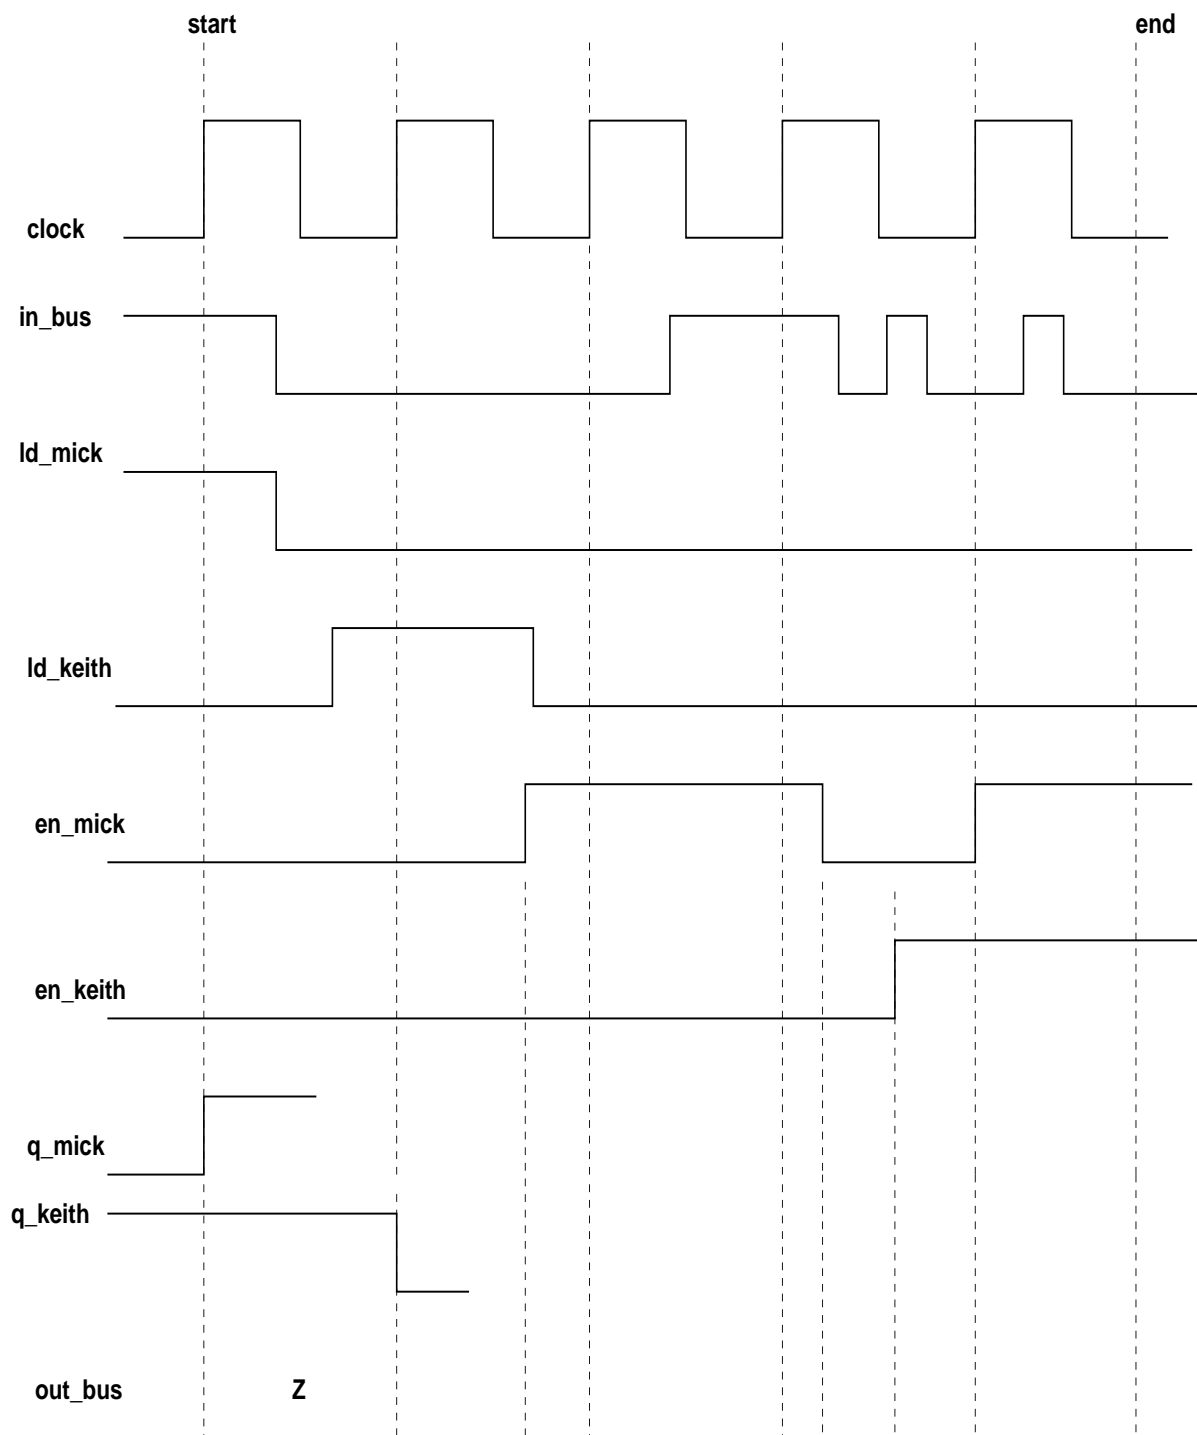 start
end
clock
in_bus
ld_mick
ld_keith
en_mick
en_keith
q_mick
q_keith
out_bus
Z